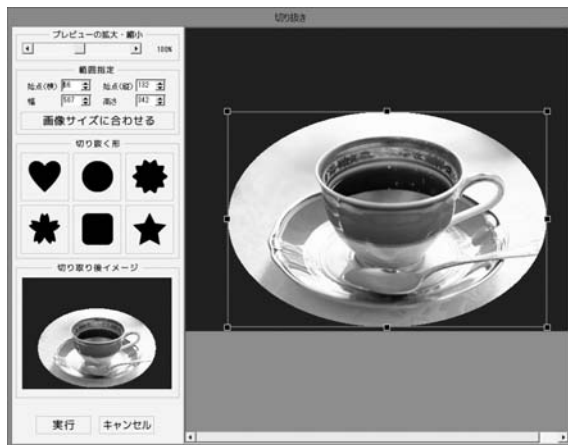 切り抜き
プレビューの拡大・縮小
100%
範囲指定
始点(横) 始点(縦) 132
幅 高さ 342
画像サイズに合わせる
切り抜く形
切り取り後イメージ
実行 キャンセル